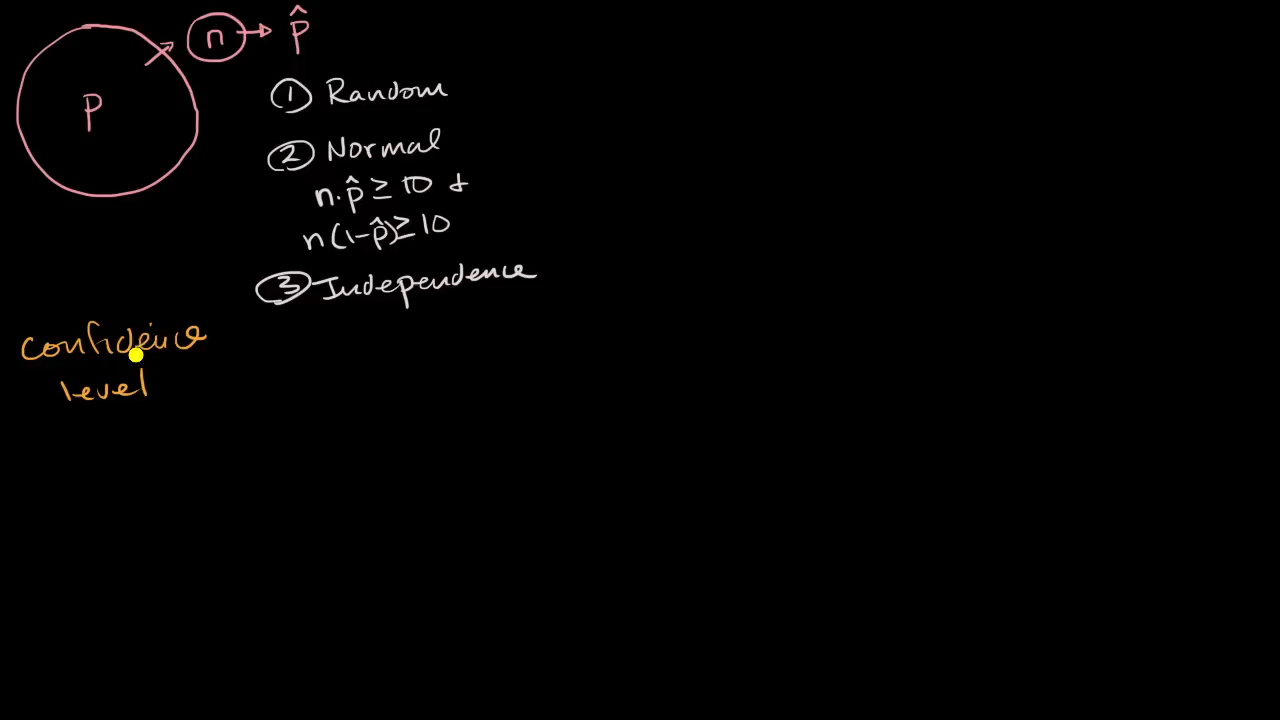 n → p̂
p
① Random
② Normal
n·p̂ ≥ 10 &
n(1-p̂) ≥ 10
③ Independence
confidence
level